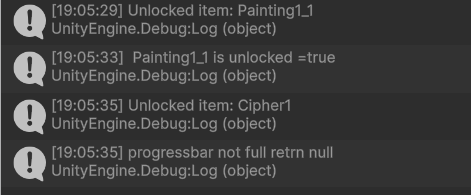 [19:05:29] Unlocked item: Painting1_1
UnityEngine.Debug:Log (object)
[19:05:33]  Painting1_1 is unlocked =true
UnityEngine.Debug:Log (object)
[19:05:35] Unlocked item: Cipher1
UnityEngine.Debug:Log (object)
[19:05:35] progressbar not full retrn null
UnityEngine.Debug:Log (object)